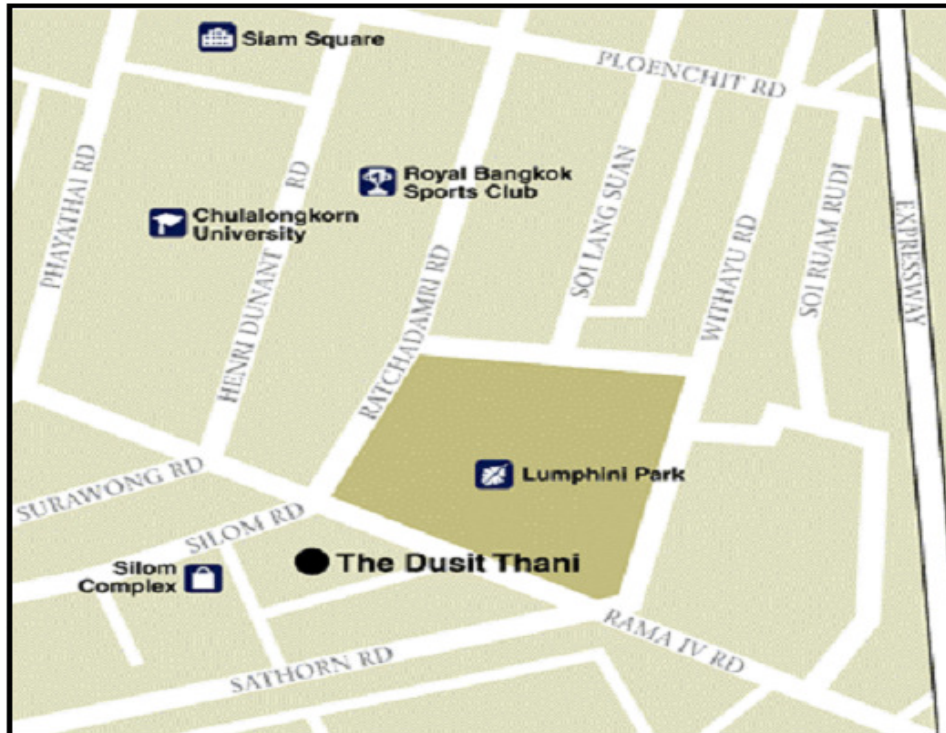 Siam Square
PLOENCHIT RD
PHAYATHAI RD
Royal Bangkok
Sports Club
Chulalongkorn
University
HENRI DUNANT RD
RATCHADAMRI RD
SOI LANG SUAN
WITHAYU RD
SOI RUAM RUDI
EXPRESSWAY
SURAWONG RD
Lumphini Park
SILOM RD
The Dusit Thani
Silom
Complex
SATHORN RD
RAMA IV RD